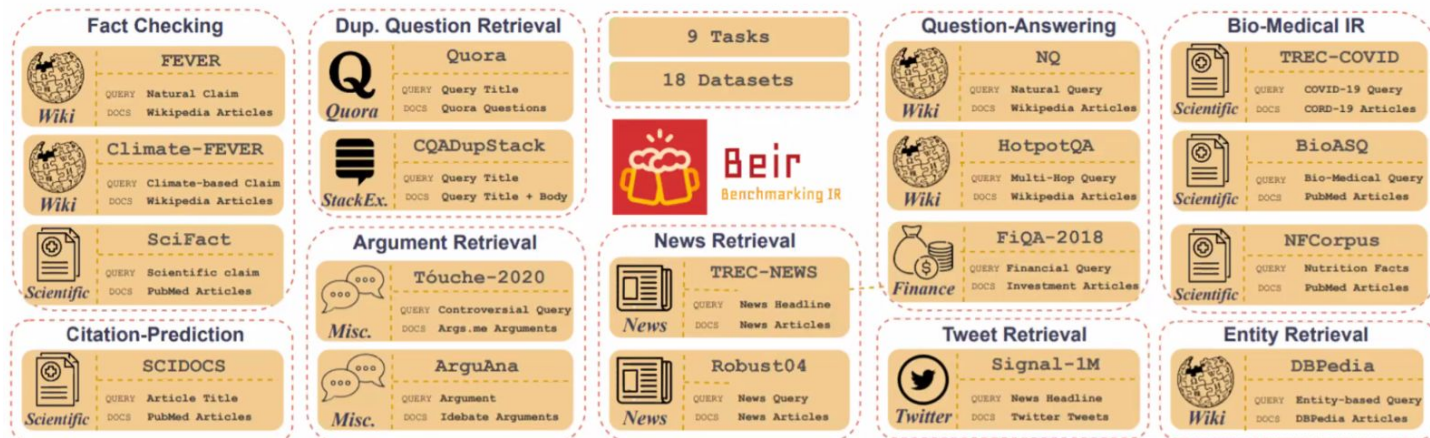 Fact Checking
FEVER
QUERY Natural Claim
DOCS Wikipedia Articles
Wiki
Climate-FEVER
QUERY Climate-based Claim
DOCS Wikipedia Articles
Wiki
SciFact
QUERY Scientific claim
DOCS PubMed Articles
Scientific
Citation-Prediction
SCIDOCS
QUERY Article Title
DOCS PubMed Articles
Scientific
Dup. Question Retrieval
Q
Quora
Quora
QUERY Query Title
DOCS Quora Questions
CQADupStack
QUERY Query Title
DOCS Query Title + Body
StackEx.
Argument Retrieval
Tóuche-2020
QUERY Controversial Query
DOCS Args.me Arguments
Misc.
ArguAna
QUERY Argument
DOCS Idebate Arguments
Misc.
9 Tasks
18 Datasets
Beir
Benchmarking IR
News Retrieval
TREC-NEWS
QUERY News Headline
DOCS News Articles
News
Robust04
QUERY News Query
DOCS News Articles
News
Question-Answering
NQ
QUERY Natural Query
DOCS Wikipedia Articles
Wiki
HotpotQA
QUERY Multi-Hop Query
DOCS Wikipedia Articles
Wiki
FiQA-2018
QUERY Financial Query
DOCS Investment Articles
$
Finance
Tweet Retrieval
Signal-1M
QUERY News Headline
DOCS Twitter Tweets
Twitter
Bio-Medical IR
TREC-COVID
QUERY COVID-19 Query
DOCS CORD-19 Articles
Scientific
BioASQ
QUERY Bio-Medical Query
DOCS PubMed Articles
Scientific
NFCorpus
QUERY Nutrition Facts
DOCS PubMed Articles
Scientific
Entity Retrieval
DBPedia
QUERY Entity-based Query
DOCS DBPedia Articles
Wiki